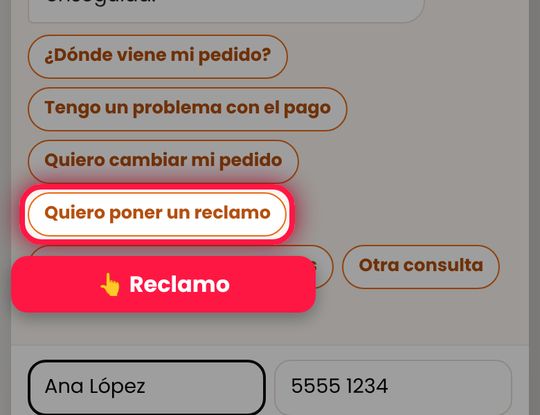 ¿Dónde viene mi pedido?
Tengo un problema con el pago
Quiero cambiar mi pedido
Quiero poner un reclamo
Otra consulta
👆 Reclamo
Ana López
5555 1234